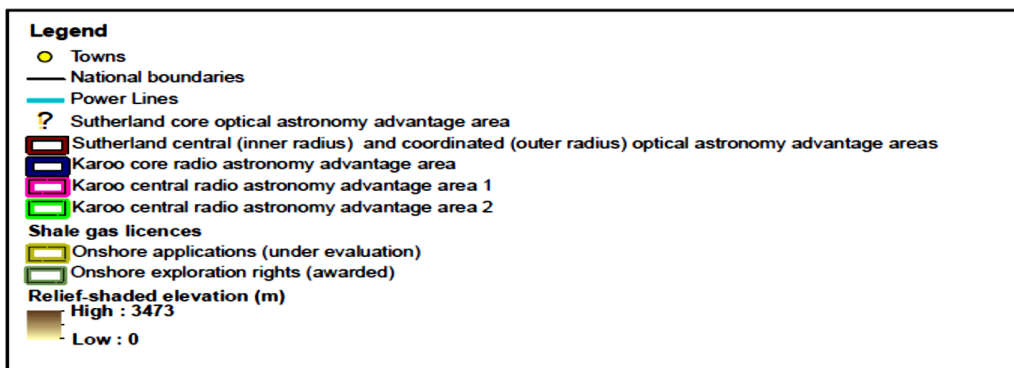 Legend
Towns
National boundaries
Power Lines
? Sutherland core optical astronomy advantage area
Sutherland central (inner radius) and coordinated (outer radius) optical astronomy advantage areas
Karoo core radio astronomy advantage area
Karoo central radio astronomy advantage area 1
Karoo central radio astronomy advantage area 2
Shale gas licences
Onshore applications (under evaluation)
Onshore exploration rights (awarded)
Relief-shaded elevation (m)
High : 3473
Low : 0